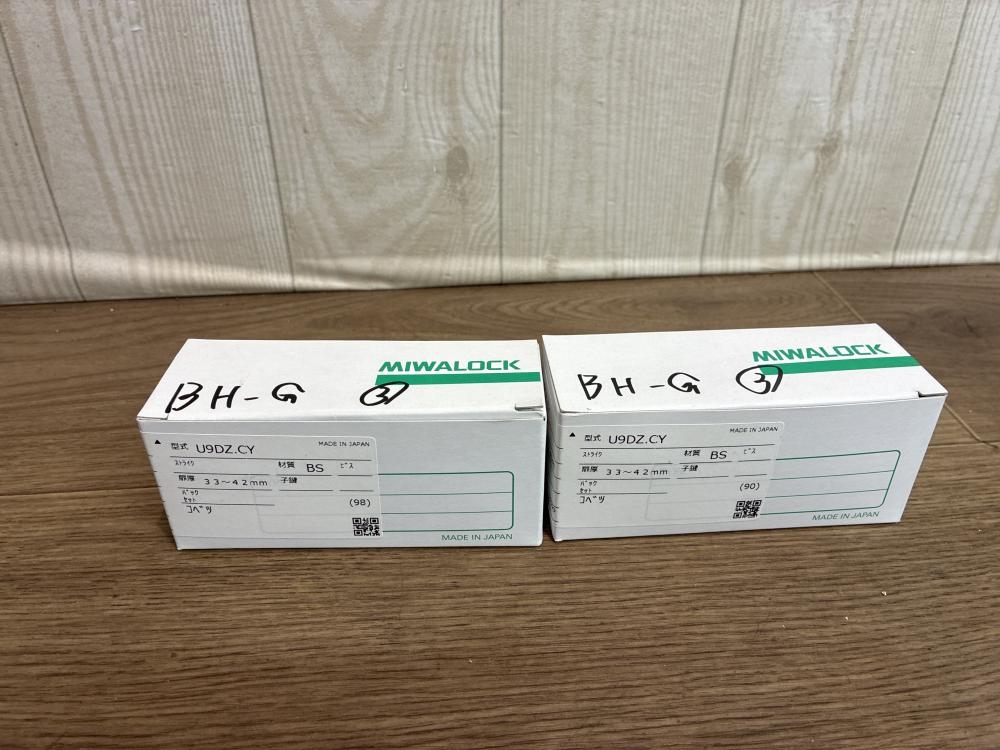 MIWALOCK
BH-G ③
▲ 型式 U9DZ.CY MADE IN JAPAN
ストライク 材質 BS ビス
扉厚 33～42mm 子鍵
バック
セット
コベツ
(98)
MADE IN JAPAN
MIWALOCK
BH-G ③
▲ 型式 U9DZ.CY MADE IN JAPAN
ストライク 材質 BS ビス
扉厚 33～42mm 子鍵
バック
セット
コベツ
(90)
MADE IN JAPAN